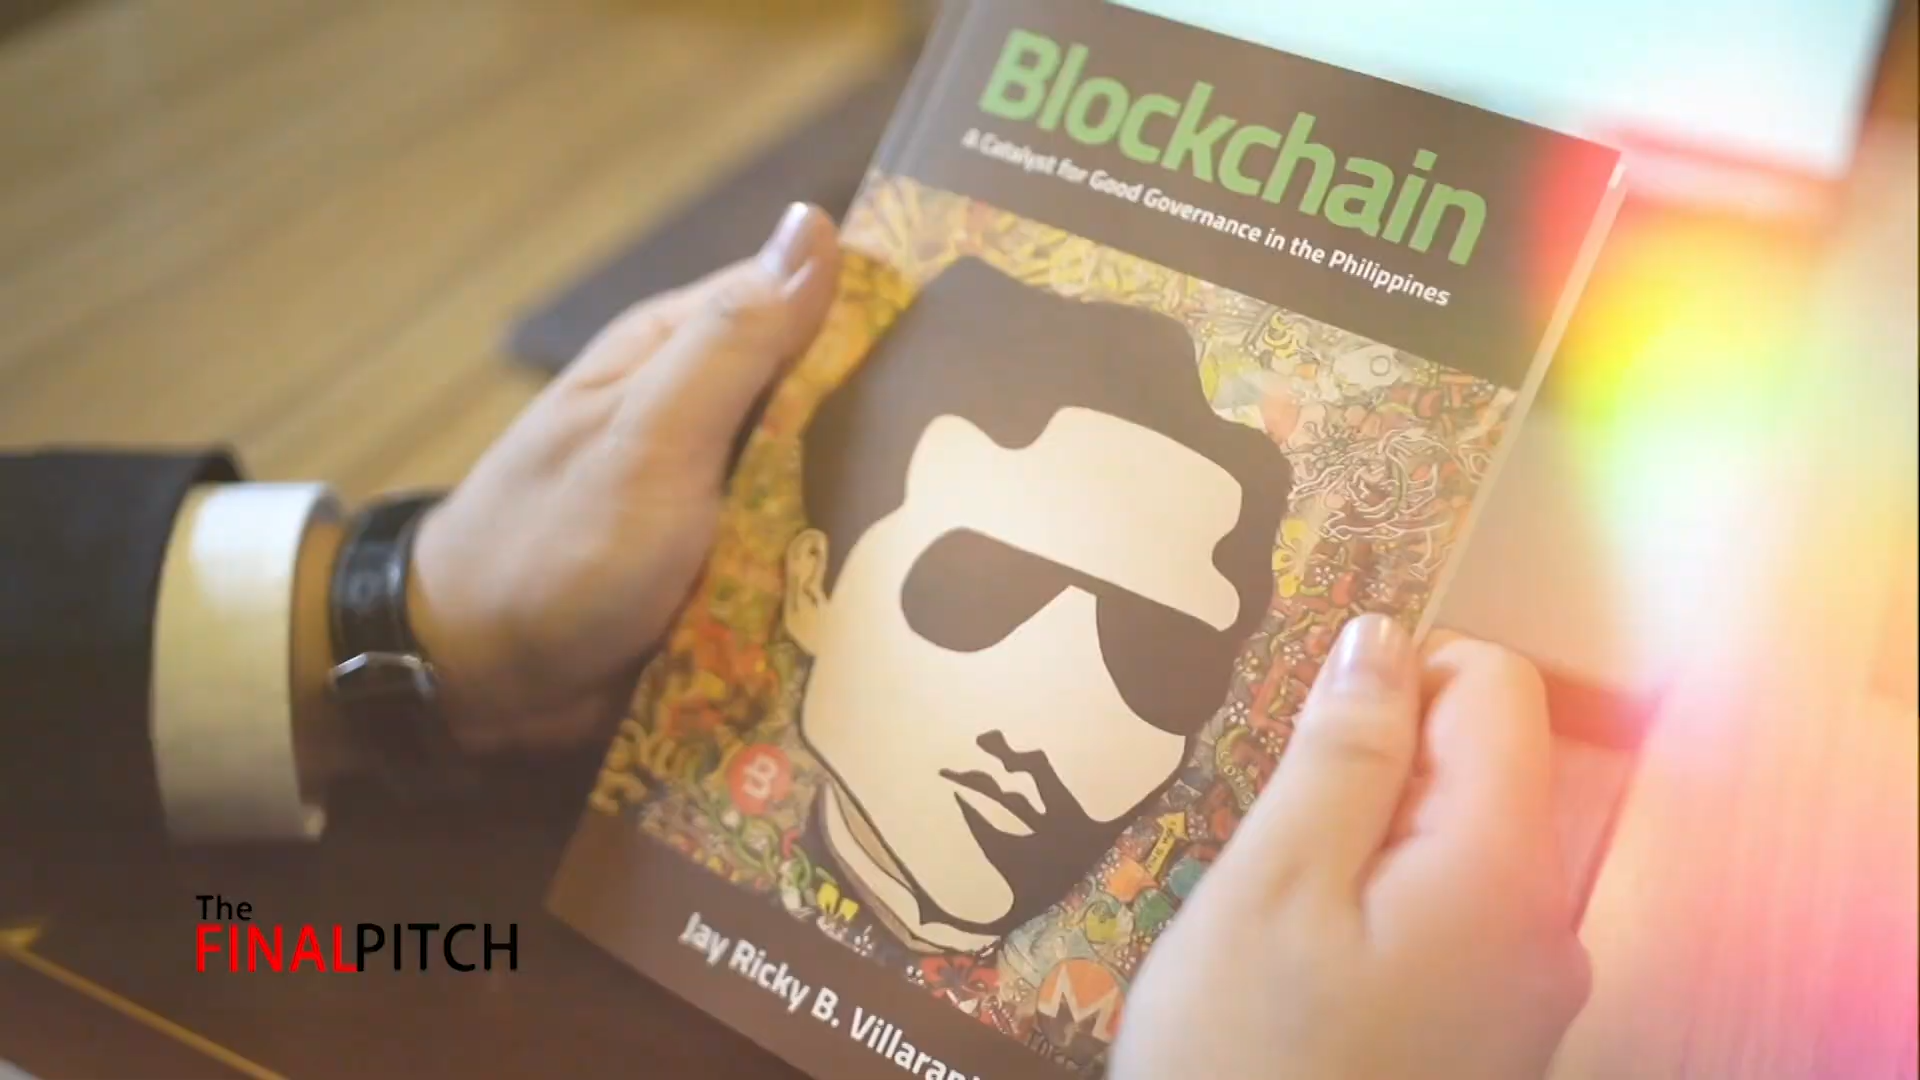 Blockchain
A Catalyst for Good Governance in the Philippines
Jay Ricky B.
The
FINALPITCH